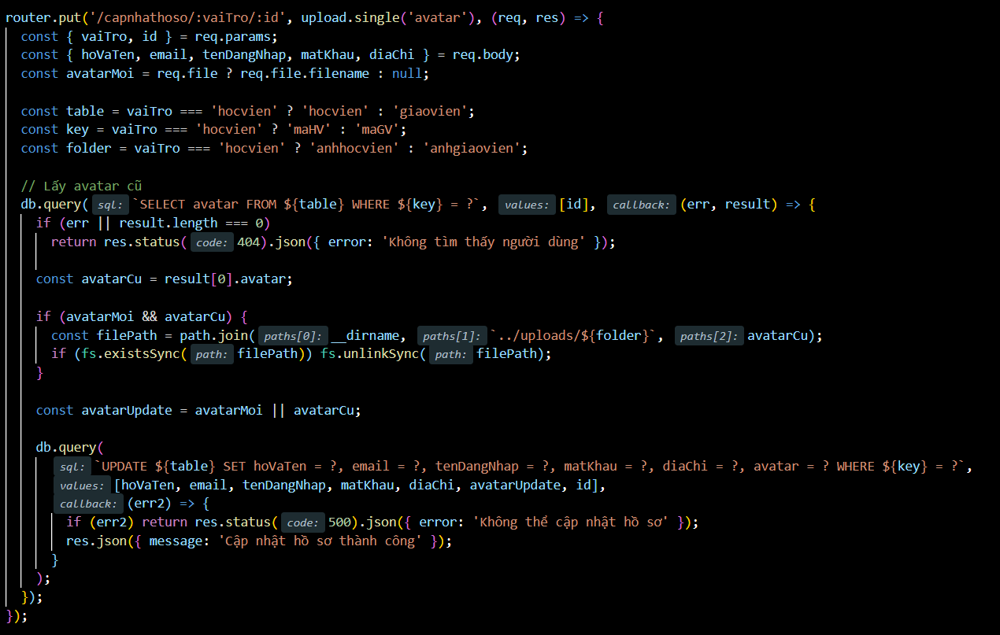 router.put('/capnhathoso/:vaiTro/:id', upload.single('avatar'), (req, res) => {
  const { vaiTro, id } = req.params;
  const { hoVaTen, email, tenDangNhap, matKhau, diaChi } = req.body;
  const avatarMoi = req.file ? req.file.filename : null;

  const table = vaiTro === 'hocvien' ? 'hocvien' : 'giaovien';
  const key = vaiTro === 'hocvien' ? 'maHV' : 'maGV';
  const folder = vaiTro === 'hocvien' ? 'anhhocvien' : 'anhgiaovien';

  // Lấy avatar cũ
  db.query( sql: `SELECT avatar FROM ${table} WHERE ${key} = ?`, values: [id], callback: (err, result) => {
    if (err || result.length === 0)
      return res.status( code: 404).json({ error: 'Không tìm thấy người dùng' });

    const avatarCu = result[0].avatar;

    if (avatarMoi && avatarCu) {
      const filePath = path.join( paths[0]: __dirname, paths[1]: `../uploads/${folder}`, paths[2]: avatarCu);
      if (fs.existsSync( path: filePath)) fs.unlinkSync( path: filePath);
    }

    const avatarUpdate = avatarMoi || avatarCu;

    db.query(
      sql: `UPDATE ${table} SET hoVaTen = ?, email = ?, tenDangNhap = ?, matKhau = ?, diaChi = ?, avatar = ? WHERE ${key} = ?`,
      values: [hoVaTen, email, tenDangNhap, matKhau, diaChi, avatarUpdate, id],
      callback: (err2) => {
        if (err2) return res.status( code: 500).json({ error: 'Không thể cập nhật hồ sơ' });
        res.json({ message: 'Cập nhật hồ sơ thành công' });
      }
    );
  });
});